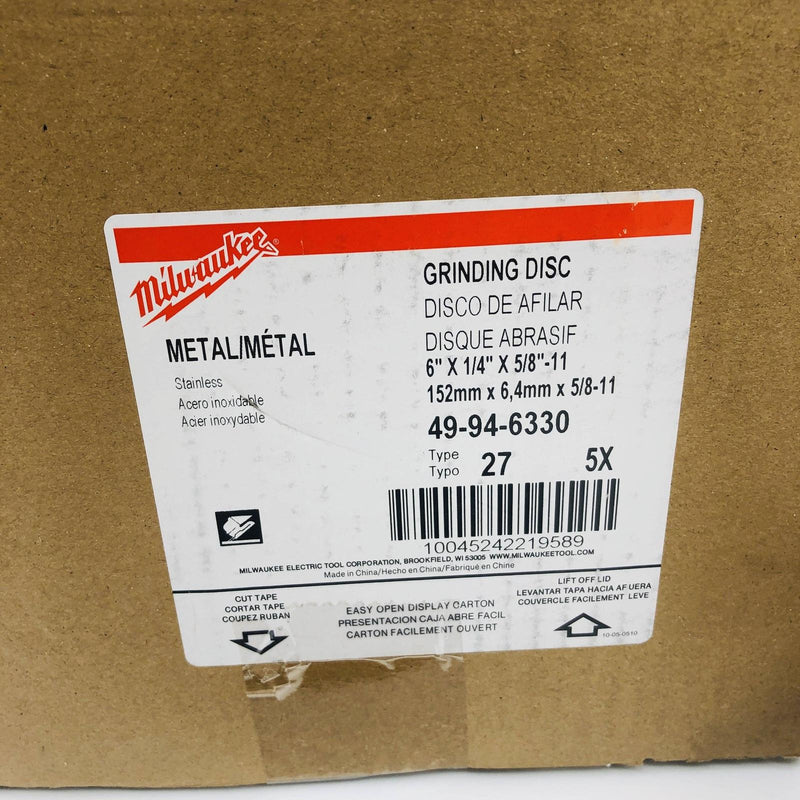 Milwaukee®
METAL/MÉTAL
Stainless
Acero inoxidable
Acier inoxydable
GRINDING DISC
DISCO DE AFILAR
DISQUE ABRASIF
6" X 1/4" X 5/8"-11
152mm x 6,4mm x 5/8-11
49-94-6330
Type
Typo
27
5X
10045242219589
MILWAUKEE ELECTRIC TOOL CORPORATION, BROOKFIELD, WI 53005 WWW.MILWAUKEETOOL.COM
Made in China/Hecho en China/Fabriqué en Chine
CUT TAPE
CORTAR TAPE
COUPEZ RUBAN
EASY OPEN DISPLAY CARTON
PRESENTACION CAJA ABRE FACIL
CARTON FACILEMENT OUVERT
LIFT OFF LID
LEVANTAR TAPA HACIA AFUERA
COUVERCLE FACILEMENT LEVE
10-05-0510